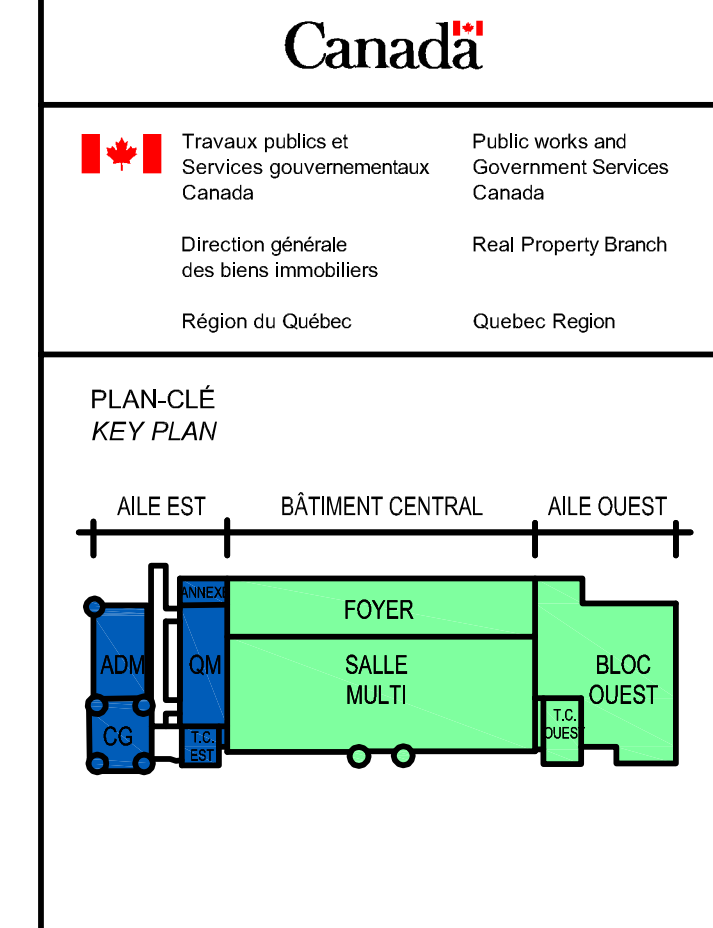 Canada
Travaux publics et
Services gouvernementaux
Canada
Public works and
Government Services
Canada
Direction générale
des biens immobiliers
Real Property Branch
Région du Québec
Quebec Region
PLAN-CLÉ
KEY PLAN
AILE EST
BÂTIMENT CENTRAL
AILE OUEST
ANNEXE
FOYER
ADM
QM
SALLE
MULTI
BLOC
OUEST
CG
T.C.
EST
T.C.
OUEST